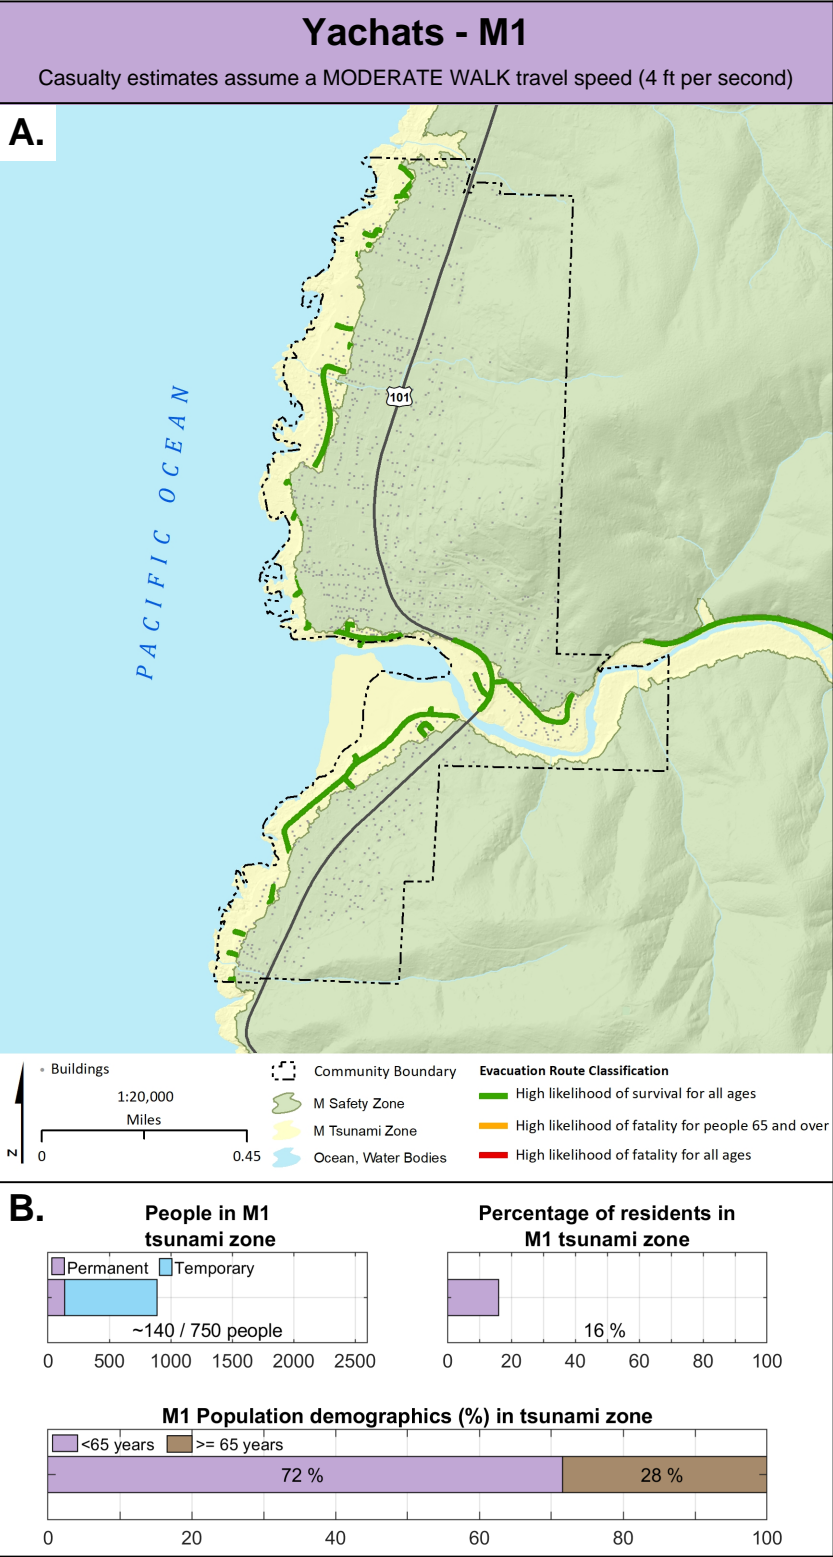 Yachats - M1
Casualty estimates assume a MODERATE WALK travel speed (4 ft per second)
A.
101
PACIFIC OCEAN
Buildings
1:20,000
Miles
0
0.45
N
Community Boundary
M Safety Zone
M Tsunami Zone
Ocean, Water Bodies
Evacuation Route Classification
High likelihood of survival for all ages
High likelihood of fatality for people 65 and over
High likelihood of fatality for all ages
B.
People in M1
tsunami zone
Permanent
Temporary
~140 / 750 people
0 500 1000 1500 2000 2500
Percentage of residents in
M1 tsunami zone
16 %
0 20 40 60 80 100
M1 Population demographics (%) in tsunami zone
<65 years
>= 65 years
72 %
28 %
0 20 40 60 80 100